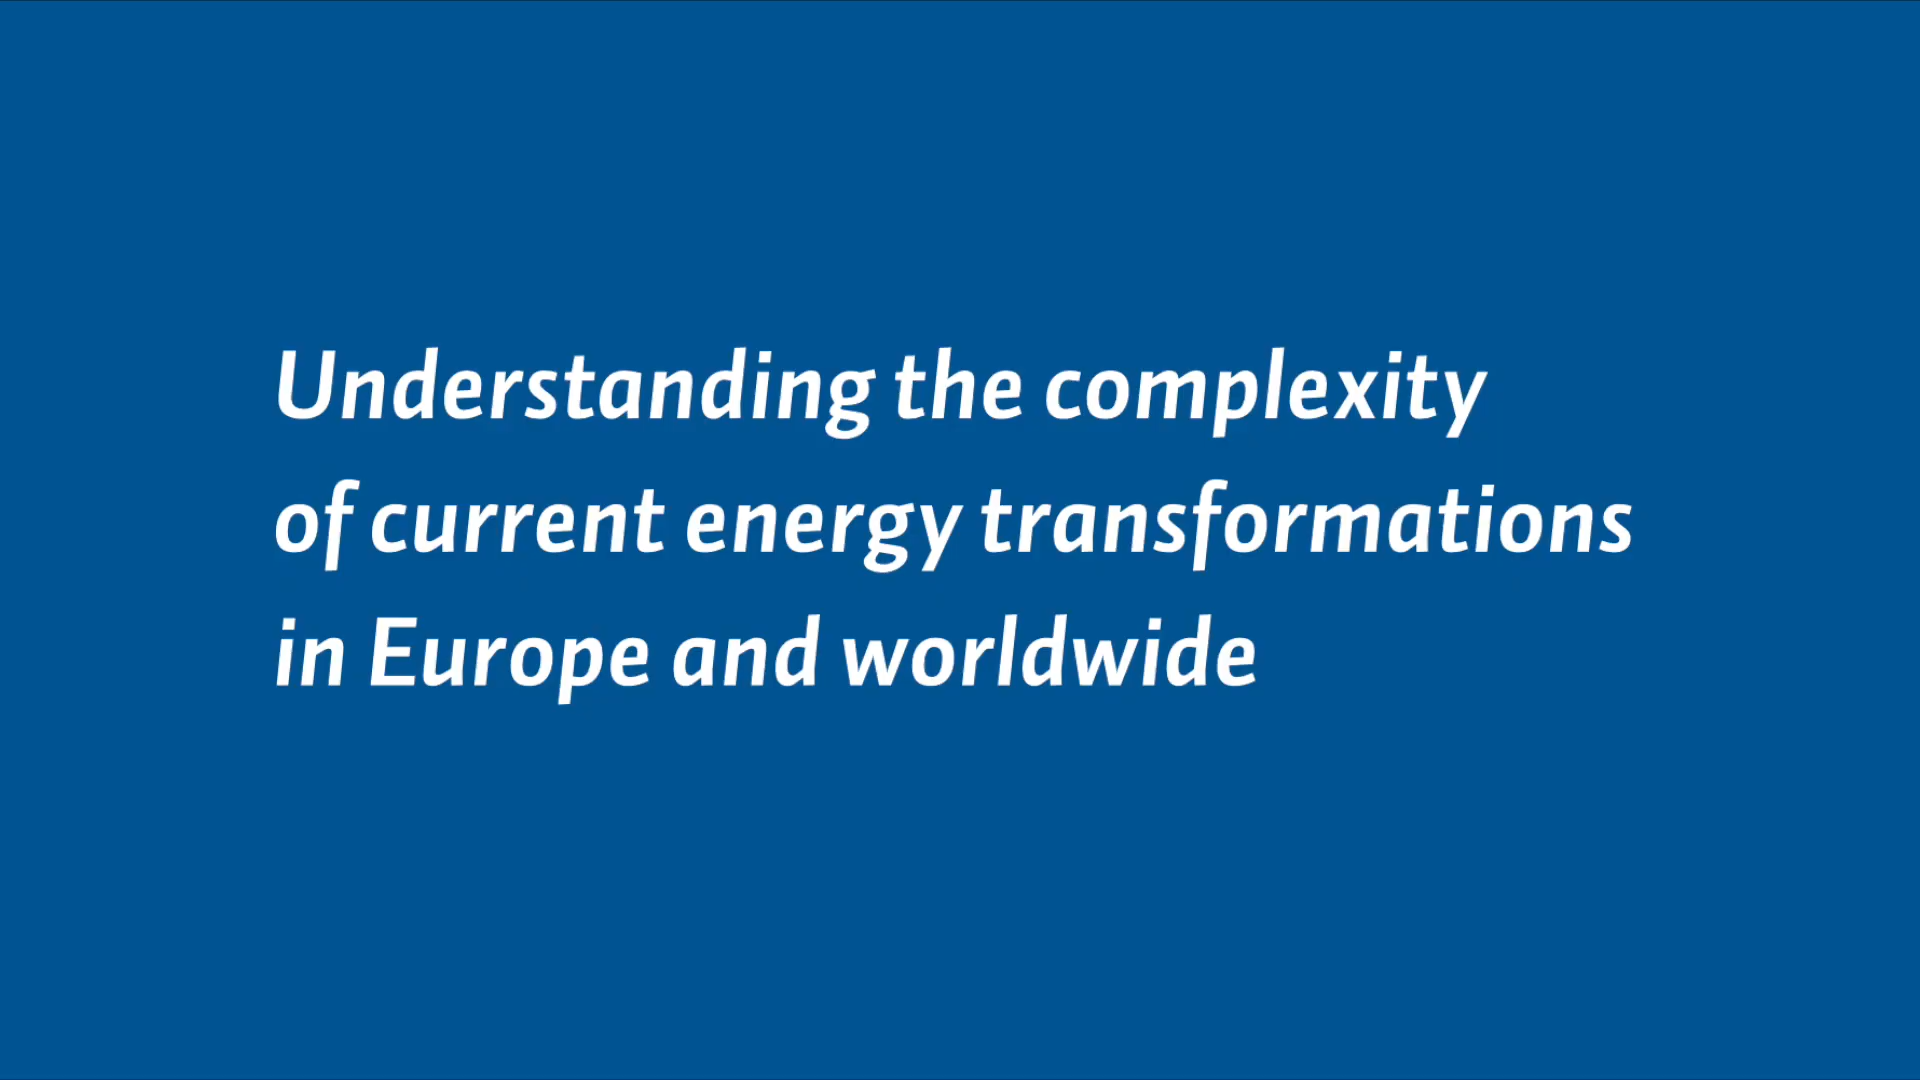 Understanding the complexity
of current energy transformations
in Europe and worldwide